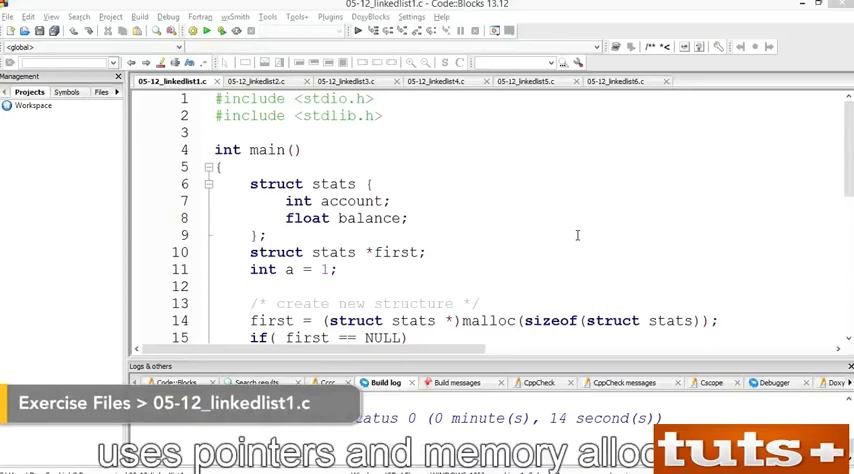 05-12_linkedlist1.c - Code::Blocks 13.12
File Edit View Search Project Build Debug Fortran wxSmith Tools Tools+ Plugins DoxyBlocks Settings Help
<global>
Management
Projects Symbols Files
Workspace
05-12_linkedlist1.c 05-12_linkedlist2.c 05-12_linkedlist3.c 05-12_linkedlist4.c 05-12_linkedlist5.c 05-12_linkedlist6.c
1 #include <stdio.h>
2 #include <stdlib.h>
3
4 int main()
5 {
6 struct stats {
7 int account;
8 float balance;
9 };
10 struct stats *first;
11 int a = 1;
12
13 /* create new structure */
14 first = (struct stats *)malloc(sizeof(struct stats));
15 if( first == NULL)
Logs & others
Code::Blocks Search results Cccc Build log Build messages CppCheck CppCheck messages Cscope Debugger Doxy
Exercise Files > 05-12_linkedlist1.c
status 0 (0 minute(s), 14 second(s))
uses pointers and memory alloc
tuts+